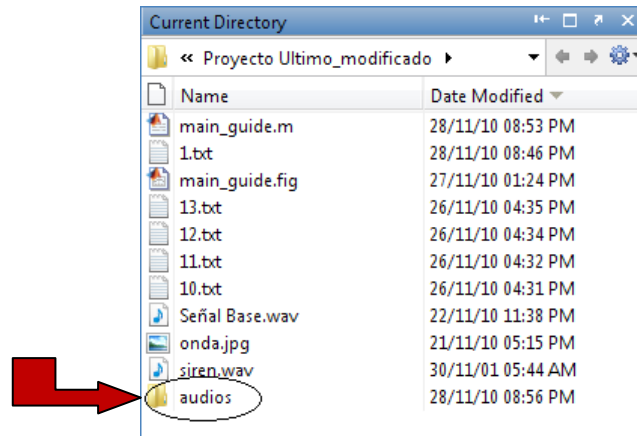 Current Directory
« Proyecto Ultimo_modificado
Name Date Modified
main_guide.m 28/11/10 08:53 PM
1.txt 28/11/10 08:46 PM
main_guide.fig 27/11/10 01:24 PM
13.txt 26/11/10 04:35 PM
12.txt 26/11/10 04:34 PM
11.txt 26/11/10 04:32 PM
10.txt 26/11/10 04:31 PM
Señal Base.wav 22/11/10 11:38 PM
onda.jpg 21/11/10 05:15 PM
siren.wav 30/11/01 05:44 AM
audios 28/11/10 08:56 PM